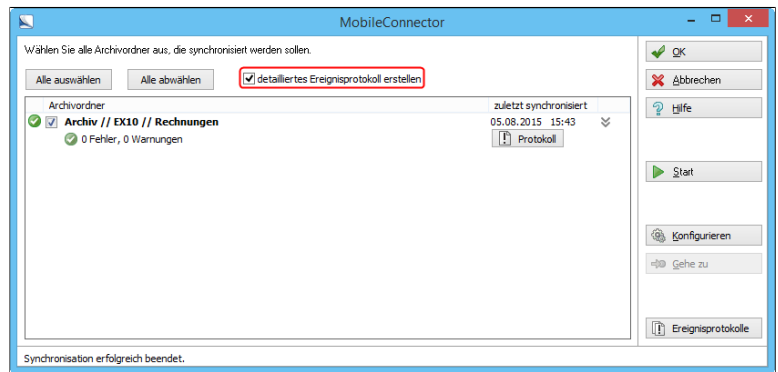 MobileConnector
Wählen Sie alle Archivordner aus, die synchronisiert werden sollen.
Alle auswählen
Alle abwählen
detailliertes Ereignisprotokoll erstellen
Archivordner
zuletzt synchronisiert
Archiv // EX10 // Rechnungen
05.08.2015 15:43
0 Fehler, 0 Warnungen
Protokoll
OK
Abbrechen
Hilfe
Start
Konfigurieren
Gehe zu
Ereignisprotokolle
Synchronisation erfolgreich beendet.